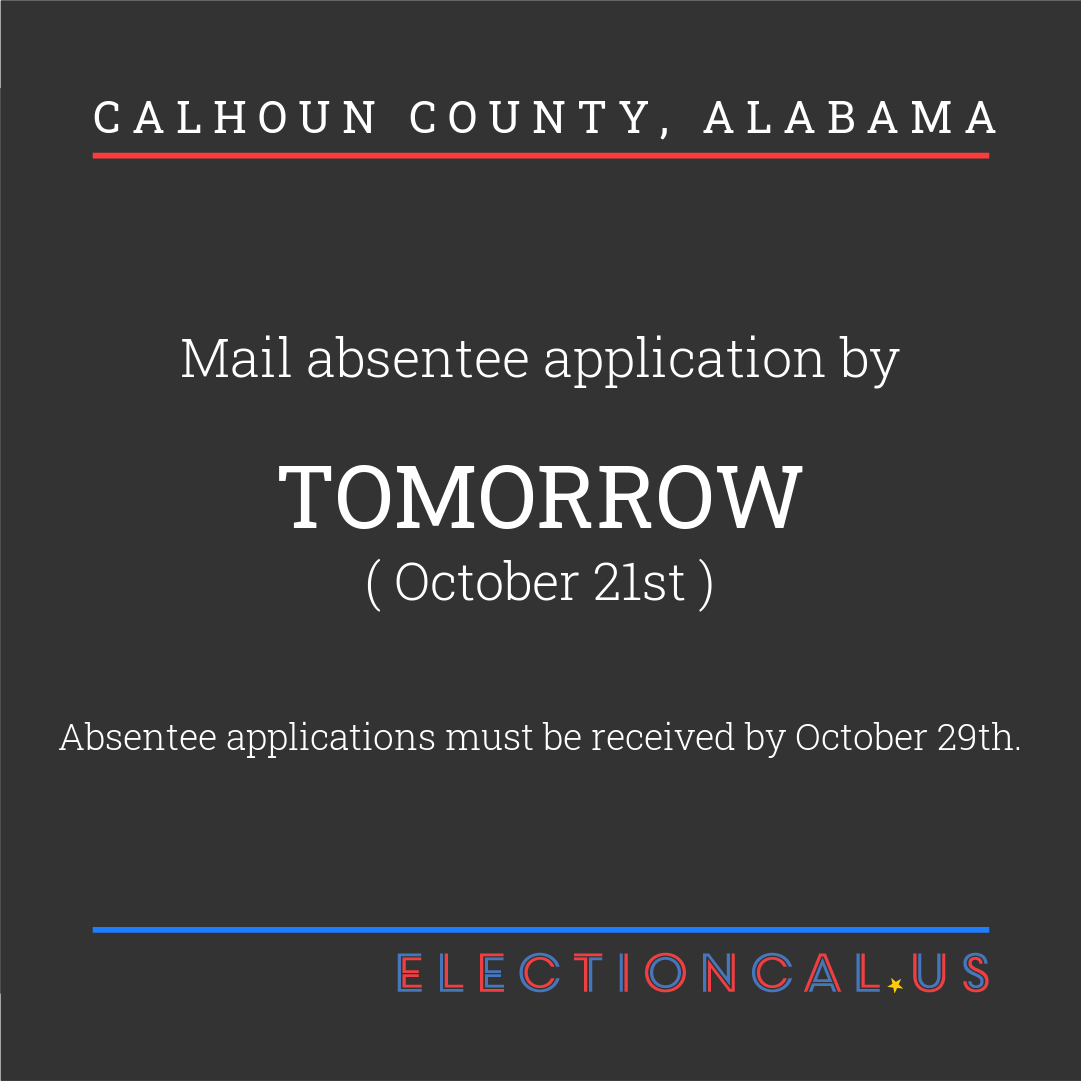 CALHOUN COUNTY, ALABAMA
Mail absentee application by
TOMORROW
( October 21st )
Absentee applications must be received by October 29th.
ELECTIONCAL.US